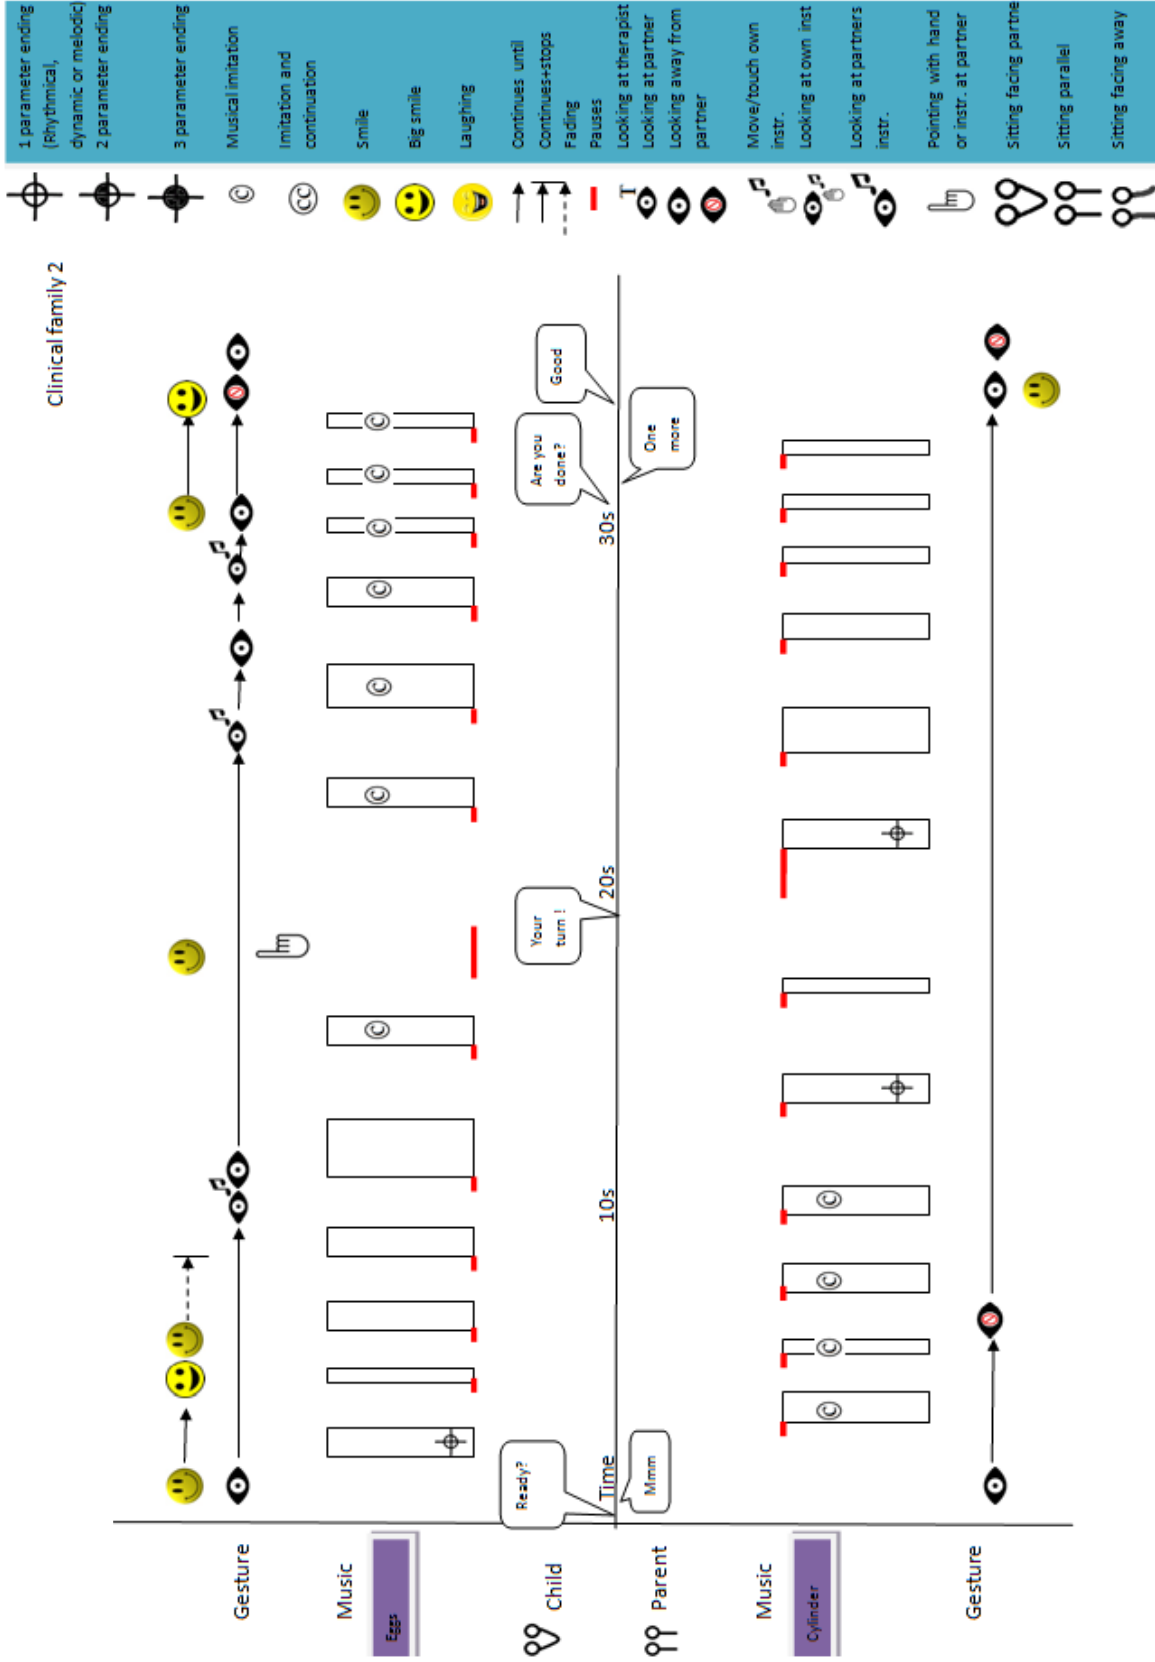 Clinical family 2
1 parameter ending
(Rhythmical,
dynamic or melodic)
2 parameter ending
3 parameter ending
Musical imitation
Imitation and
continuation
Smile
Big smile
Laughing
Continues until
Continues+stops
Fading
Pauses
Looking at therapist
Looking at partner
Looking away from
partner
Move/touch own
instr.
Looking at own inst
Looking at partners
instr.
Pointing with hand
or instr. at partner
Sitting facing partne
Sitting parallel
Sitting facing away
© 
CC
T
Gesture
Music
Eggs
© © © © © © ©
Child
Ready?
Your
turn !
Are you
done?
Good
Time
10s
20s
30s
Parent
Mmm
One
more
Music
Cylinder
© © © ©
Gesture